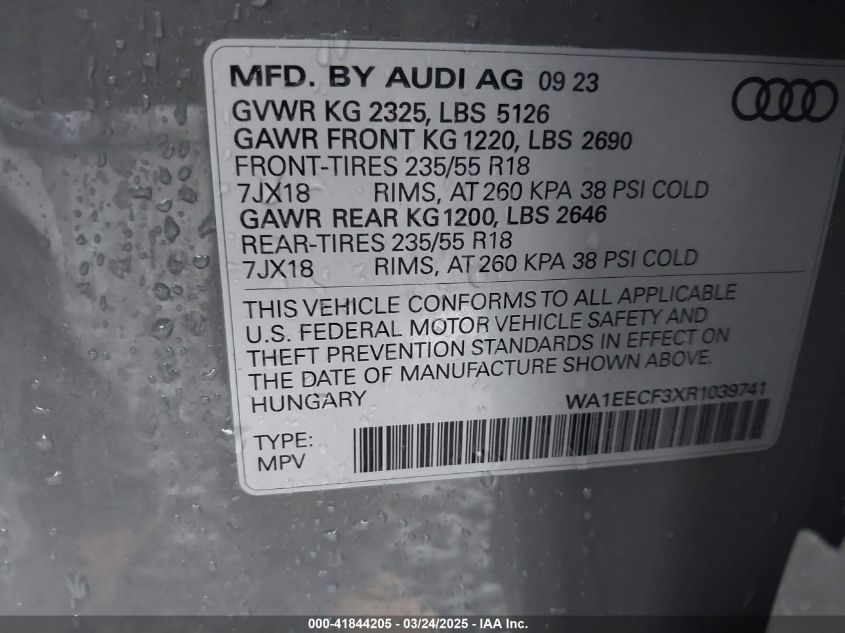 MFD. BY AUDI AG 09 23
GVWR KG 2325, LBS 5126
GAWR FRONT KG 1220, LBS 2690
FRONT-TIRES 235/55 R18
7JX18 RIMS, AT 260 KPA 38 PSI COLD
GAWR REAR KG 1200, LBS 2646
REAR-TIRES 235/55 R18
7JX18 RIMS, AT 260 KPA 38 PSI COLD
THIS VEHICLE CONFORMS TO ALL APPLICABLE
U.S. FEDERAL MOTOR VEHICLE SAFETY AND
THEFT PREVENTION STANDARDS IN EFFECT ON
THE DATE OF MANUFACTURE SHOWN ABOVE.
HUNGARY WA1EECF3XR1039741
TYPE:
MPV
000-41844205 - 03/24/2025 - IAA Inc.